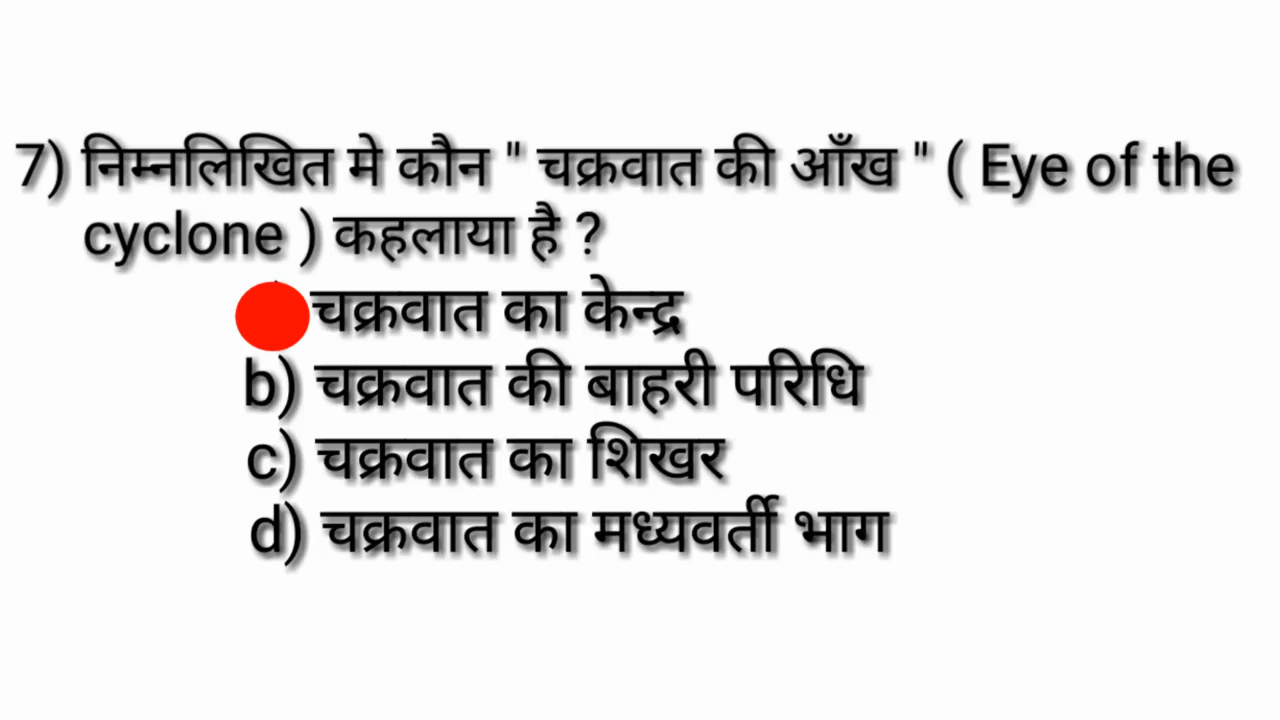 7) निम्नलिखित मे कौन " चक्रवात की आँख " ( Eye of the
cyclone ) कहलाया है ?
चक्रवात का केन्द्र
b) चक्रवात की बाहरी परिधि
c) चक्रवात का शिखर
d) चक्रवात का मध्यवर्ती भाग